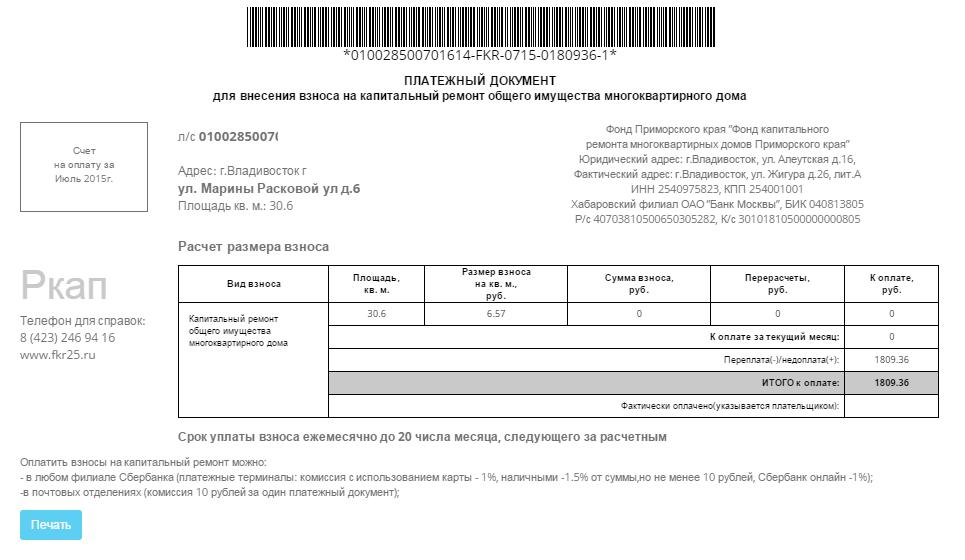 *010028500701614-FKR-0715-0180936-1*
ПЛАТЕЖНЫЙ ДОКУМЕНТ
для внесения взноса на капитальный ремонт общего имущества многоквартирного дома
Счет
на оплату за
Июль 2015г.
л/с 01002850070
Адрес: г.Владивосток г
ул. Марины Расковой ул д.6
Площадь кв. м.: 30.6
Фонд Приморского края "Фонд капитального
ремонта многоквартирных домов Приморского края"
Юридический адрес: г.Владивосток, ул. Алеутская д.16,
Фактический адрес: г.Владивосток, ул. Жигура д.26, лит.А
ИНН 2540975823, КПП 254001001
Хабаровский филиал ОАО "Банк Москвы", БИК 040813805
Р/с 40703810500650305282, К/с 30101810500000000805
Расчет размера взноса
Ркап
Телефон для справок:
8 (423) 246 94 16
www.fkr25.ru
Вид взноса
Площадь,
кв. м.
Размер взноса
на кв. м.,
руб.
Сумма взноса,
руб.
Перерасчеты,
руб.
К оплате,
руб.
Капитальный ремонт
общего имущества
многоквартирного дома
30.6 6.57 0 0 0
К оплате за текущий месяц: 0
Переплата(-)/недоплата(+): 1809.36
ИТОГО к оплате: 1809.36
Фактически оплачено(указывается плательщиком):
Срок уплаты взноса ежемесячно до 20 числа месяца, следующего за расчетным
Оплатить взносы на капитальный ремонт можно:
- в любом филиале Сбербанка (платежные терминалы: комиссия с использованием карты - 1%, наличными -1.5% от суммы,но не менее 10 рублей, Сбербанк онлайн -1%);
-в почтовых отделениях (комиссия 10 рублей за один платежный документ);
Печать